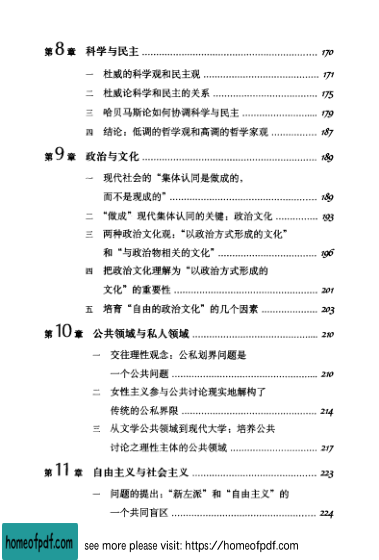 第8章 科学与民主 ........ 170
一 杜威的科学观和民主观 ........ 171
二 杜威论科学和民主的关系 ........ 175
三 哈贝马斯论如何协调科学与民主 ........ 179
四 结论：低调的哲学观和高调的哲学家观 ........ 187
第9章 政治与文化 ........ 189
一 现代社会的“集体认同是做成的，
而不是现成的” ........ 189
二 “做成”现代集体认同的关键：政治文化 ........ 193
三 两种政治文化观：“以政治方式形成的文化”
和“与政治物相关的文化” ........ 196
四 把政治文化理解为“以政治方式形成的
文化”的重要性 ........ 201
五 培育“自由的政治文化”的几个因素 ........ 203
第10章 公共领域与私人领域 ........ 210
一 交往理性观念：公私划界问题是
一个公共问题 ........ 210
二 女性主义参与公共讨论现实地解构了
传统的公私界限 ........ 214
三 从文学公共领域到现代大学：培养公共
讨论之理性主体的公共领域 ........ 217
第11章 自由主义与社会主义 ........ 223
一 问题的提出：“新左派”和“自由主义”的
一个共同盲区 ........ 224
homeofpdf.com
see more please visit: https://homeofpdf.com